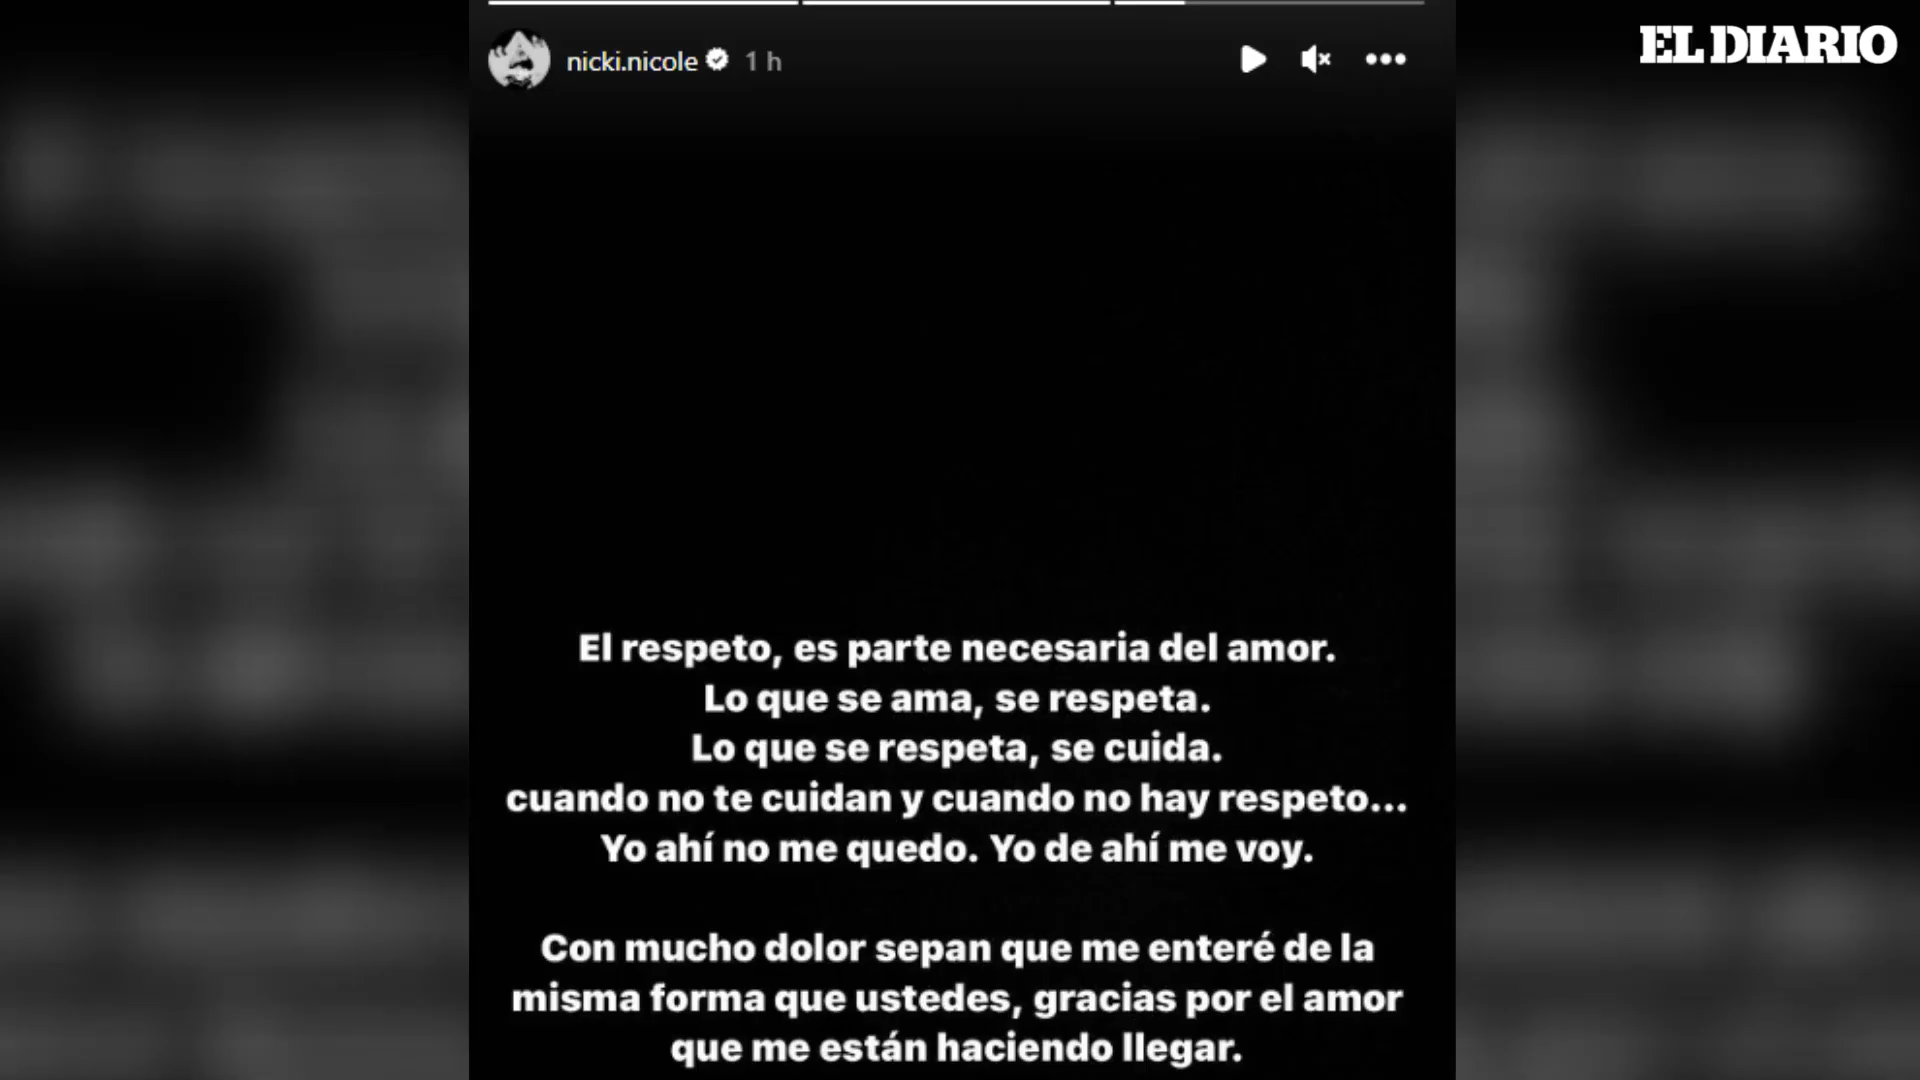 nicki.nicole 1 h
EL DIARIO
El respeto, es parte necesaria del amor.
Lo que se ama, se respeta.
Lo que se respeta, se cuida.
cuando no te cuidan y cuando no hay respeto...
Yo ahí no me quedo. Yo de ahí me voy.
Con mucho dolor sepan que me enteré de la
misma forma que ustedes, gracias por el amor
que me están haciendo llegar.